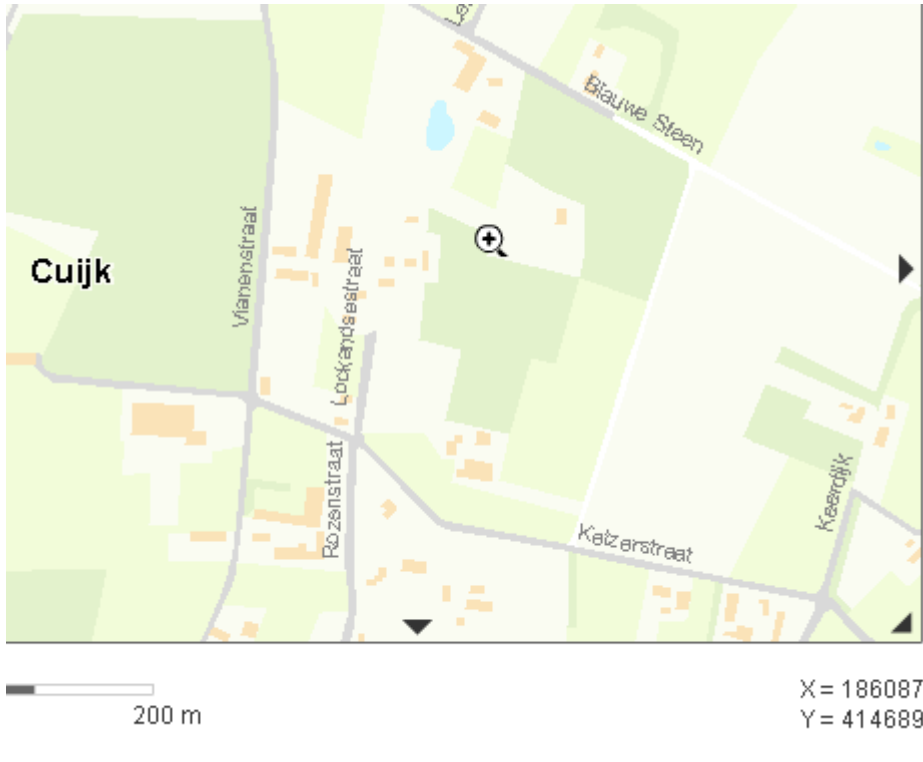 Blauwe Steen
Vianenstraat
Cuijk
Lockandsestraat
Rozenstraat
Keerdijk
Katzerstraat
200 m
X = 186087
Y = 414689